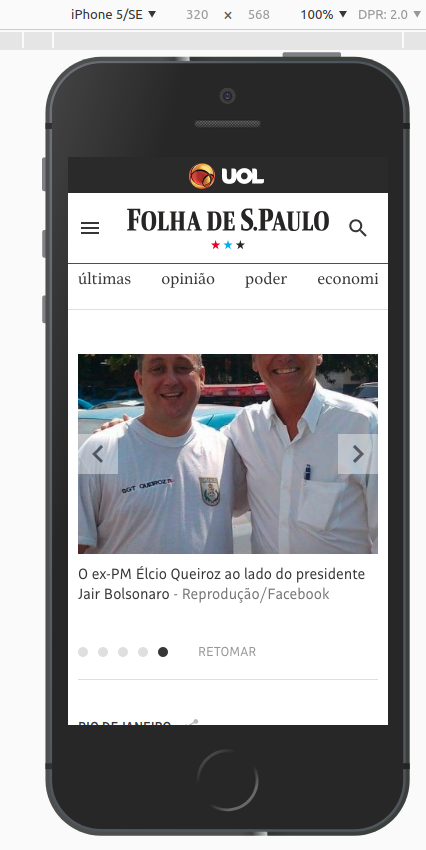 iPhone 5/SE ▼ 320 × 568 100% ▼ DPR: 2.0 ▼
UOL
FOLHA DE S.PAULO
últimas opinião poder economi
SGT QUEIROZ
O ex-PM Élcio Queiroz ao lado do presidente
Jair Bolsonaro - Reprodução/Facebook
RETOMAR
RIO DE JANEIRO